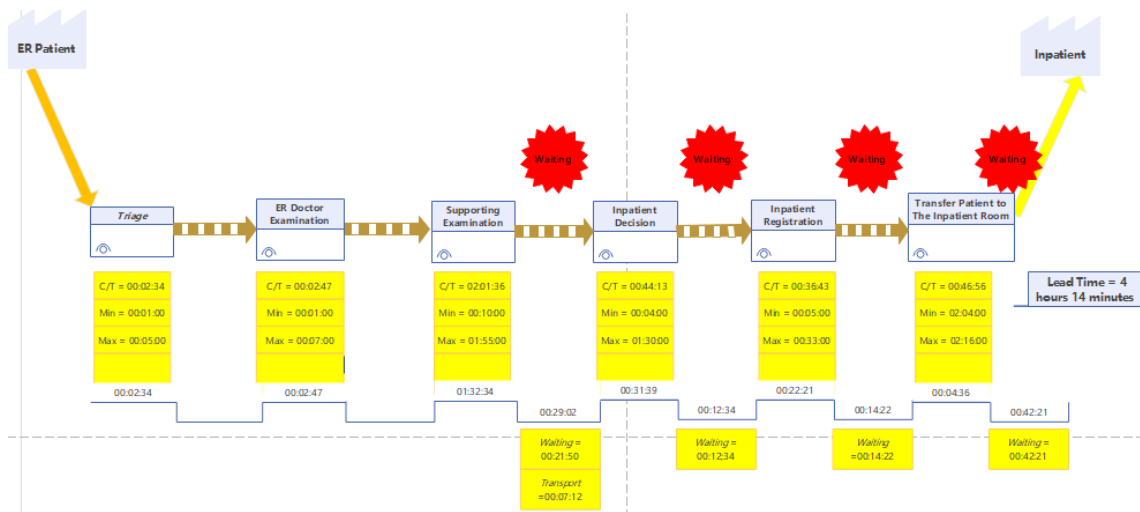 ER Patient
Inpatient
Waiting
Waiting
Waiting
Waiting
Triage
ER Doctor
Examination
Supporting
Examination
Inpatient
Decision
Inpatient
Registration
Transfer Patient to
The Inpatient Room
C/T = 00:02:34
Min = 00:01:00
Max = 00:05:00
C/T = 00:02:47
Min = 00:01:00
Max = 00:07:00
C/T = 02:01:36
Min = 00:10:00
Max = 01:55:00
C/T = 00:44:13
Min = 00:04:00
Max = 01:30:00
C/T = 00:36:43
Min = 00:05:00
Max = 00:33:00
C/T = 00:46:56
Min = 02:04:00
Max = 02:16:00
Lead Time = 4
hours 14 minutes
00:02:34
00:02:47
01:32:34
00:29:02
00:31:39
00:12:34
00:22:21
00:14:22
00:04:36
00:42:21
Waiting =
00:21:50
Transport
=00:07:12
Waiting =
00:12;34
Waiting
=00:14:22
Waiting =
00:42:21